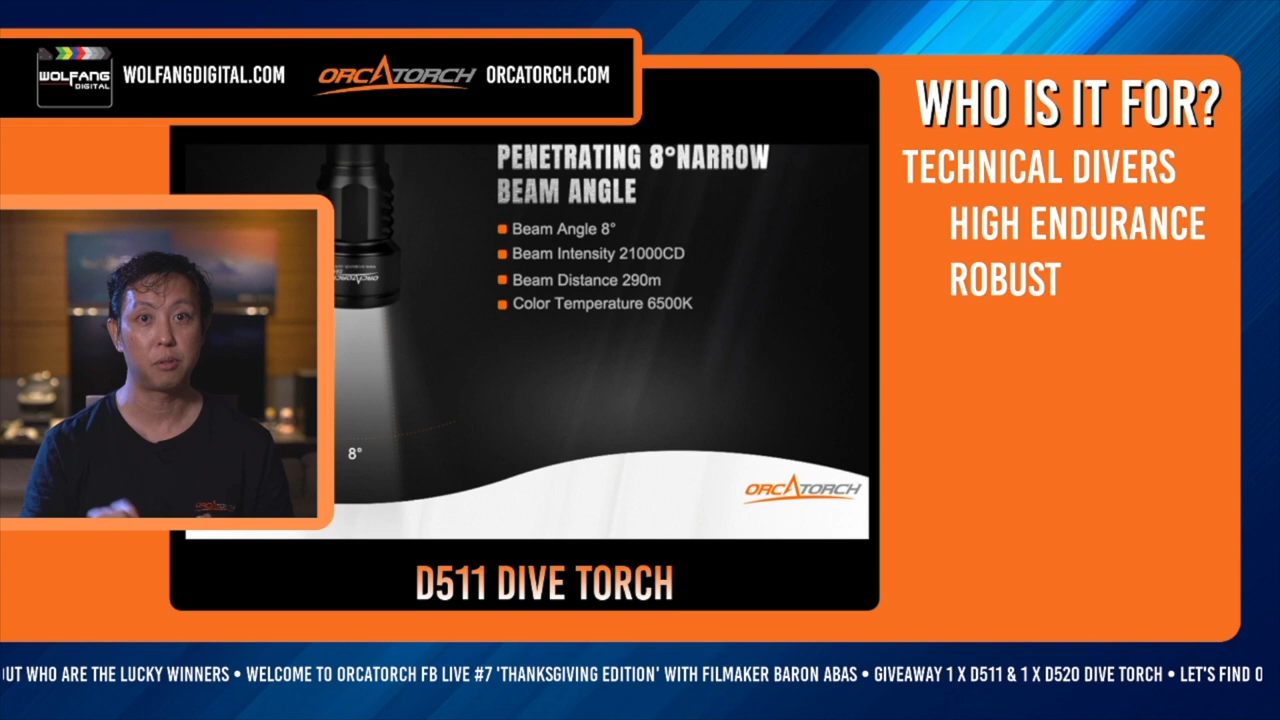 WOLFANG
DIGITAL
WOLFANGDIGITAL.COM
ORCATORCH
ORCATORCH.COM
WHO IS IT FOR?
TECHNICAL DIVERS
HIGH ENDURANCE
ROBUST
PENETRATING 8°NARROW
BEAM ANGLE
Beam Angle 8°
Beam Intensity 21000CD
Beam Distance 290m
Color Temperature 6500K
ORCATORCH
8°
ORCATORCH
ORCATORCH
D511 DIVE TORCH
UT WHO ARE THE LUCKY WINNERS • WELCOME TO ORCATORCH FB LIVE #7 'THANKSGIVING EDITION' WITH FILMAKER BARON ABAS • GIVEAWAY 1 X D511 & 1 X D520 DIVE TORCH • LET'S FIND O